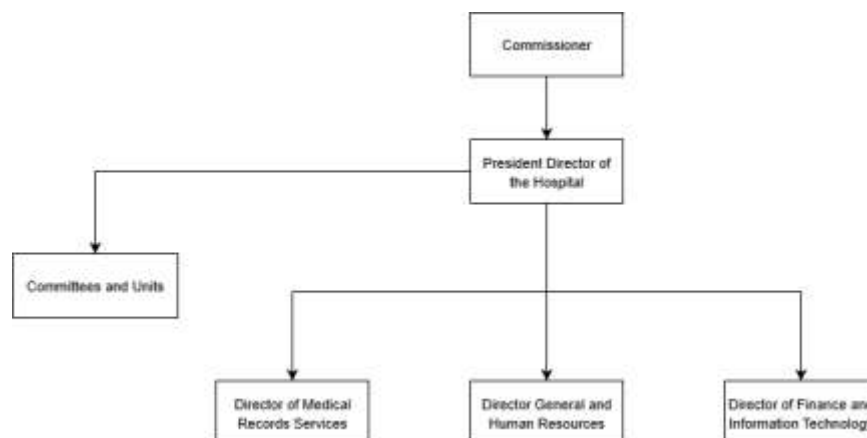 Commissioner
President Director of
the Hospital
Committees and Units
Director of Medical
Records Services
Director General and
Human Resources
Director of Finance an
Information Technolog